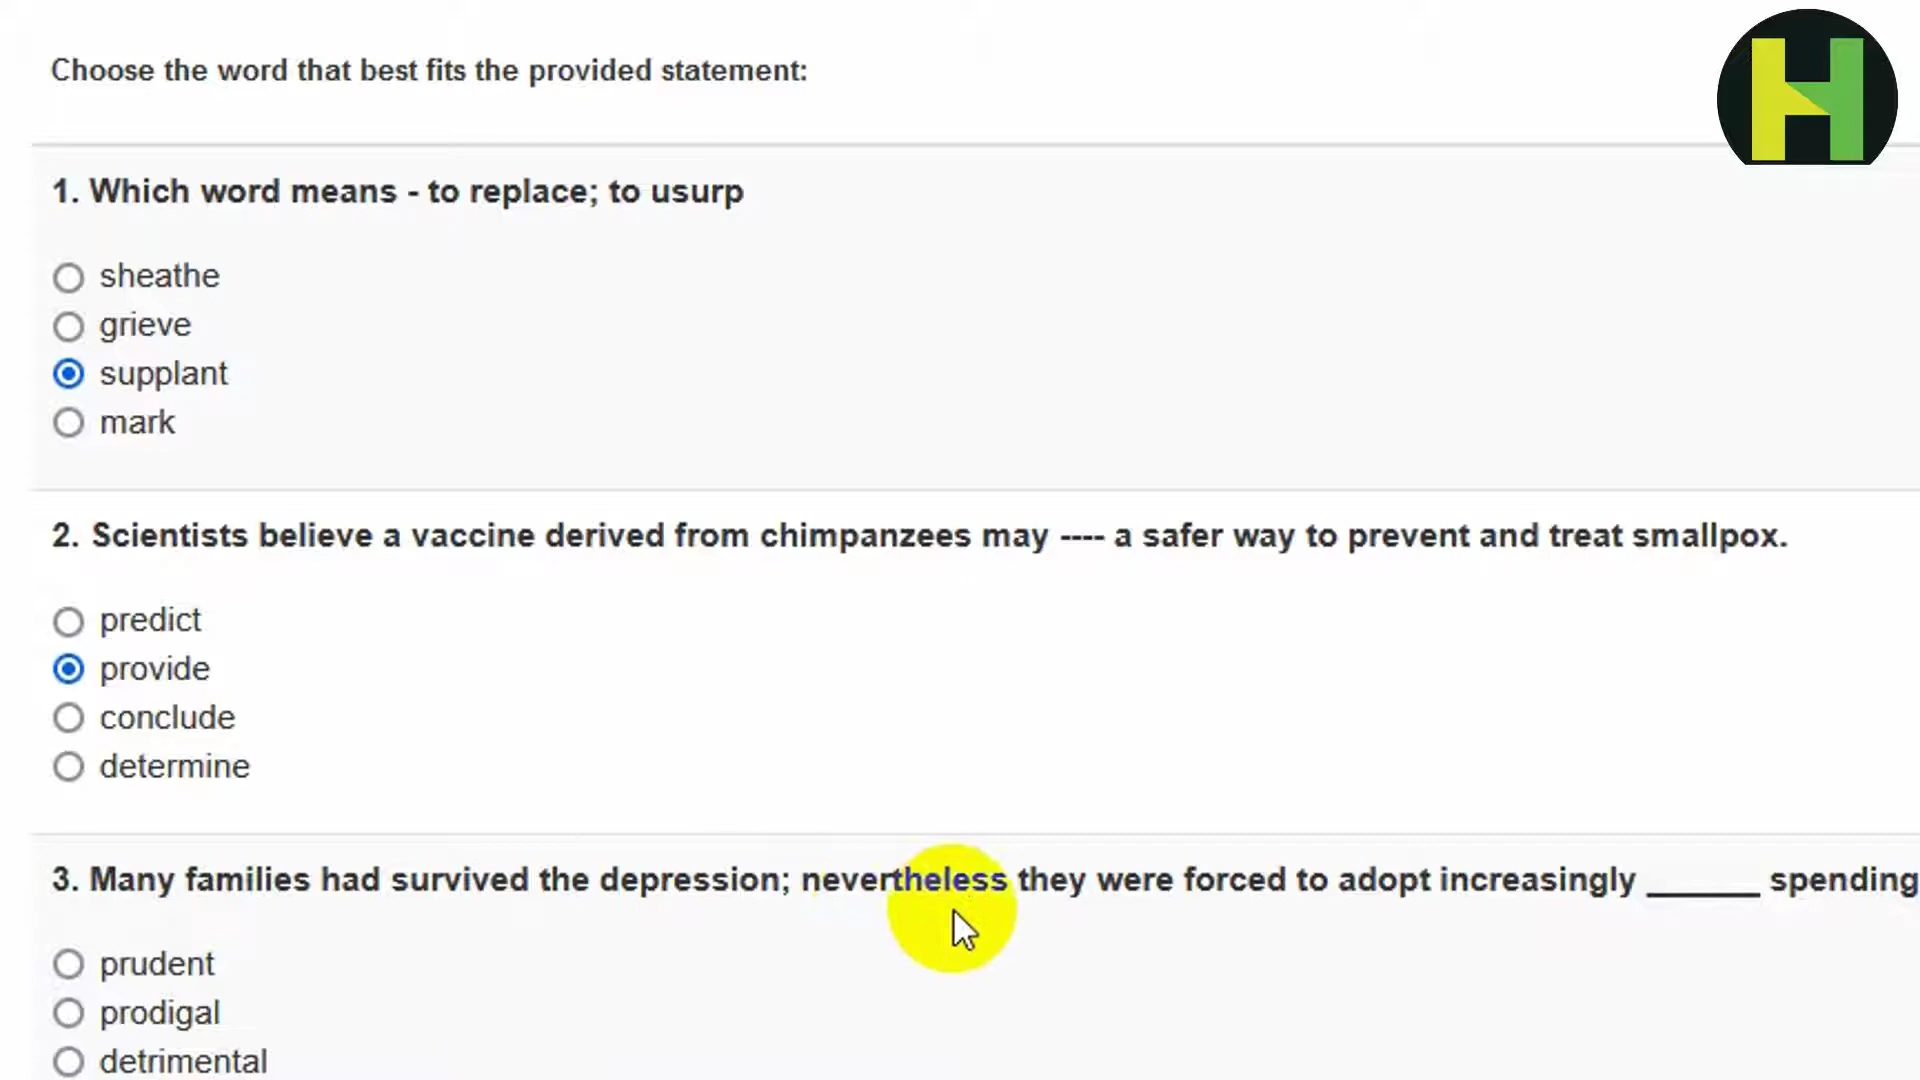 Choose the word that best fits the provided statement:
1. Which word means - to replace; to usurp
sheathe
grieve
supplant
mark
2. Scientists believe a vaccine derived from chimpanzees may ---- a safer way to prevent and treat smallpox.
predict
provide
conclude
determine
3. Many families had survived the depression; nevertheless they were forced to adopt increasingly ______ spending
prudent
prodigal
detrimental
H